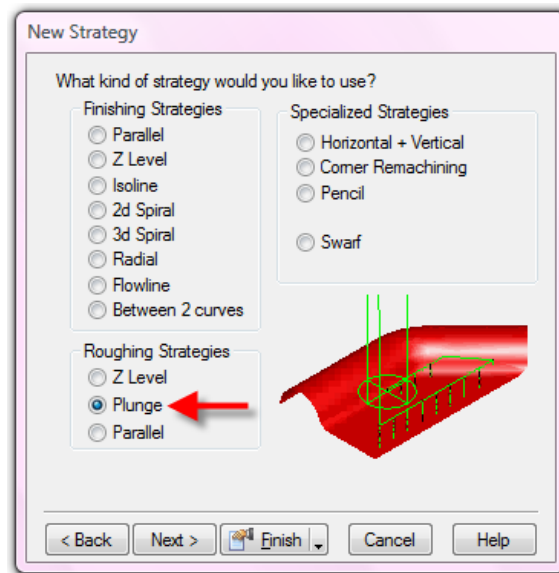 New Strategy
What kind of strategy would you like to use?
Finishing Strategies
Parallel
Z Level
Isoline
2d Spiral
3d Spiral
Radial
Flowline
Between 2 curves
Roughing Strategies
Z Level
Plunge
Parallel
Specialized Strategies
Horizontal + Vertical
Corner Remachining
Pencil
Swarf
< Back Next > Finish Cancel Help